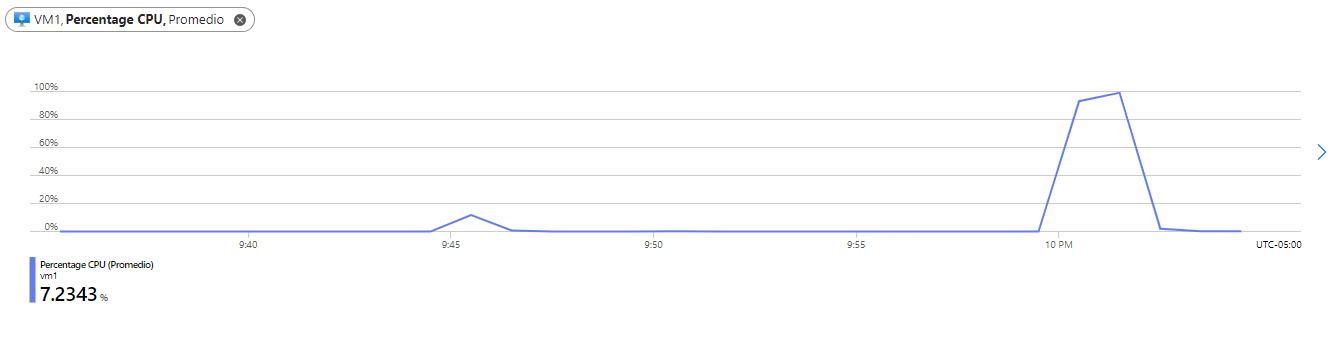 VM1, Percentage CPU, Promedio
100%
80%
60%
40%
20%
0%
9:40 9:45 9:50 9:55 10 PM UTC-05:00
Percentage CPU (Promedio)
vm1
7.2343 %